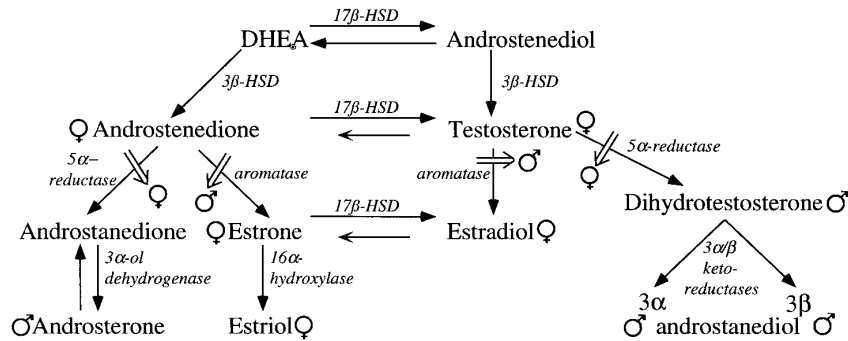 17β-HSD
DHEA Androstenediol
3β-HSD 3β-HSD
17β-HSD
♀ Androstenedione Testosterone ♀
5α–
reductase ♀ ♂ aromatase aromatase ♂ ♀ 5α-reductase
17β-HSD
Dihydrotestosterone ♂
Androstanedione ♀ Estrone Estradiol ♀
3α-ol
dehydrogenase
16α-
hydroxylase
3α/β
keto-
reductases
3α 3β
♂ Androsterone Estriol ♀ ♂ androstanediol ♂